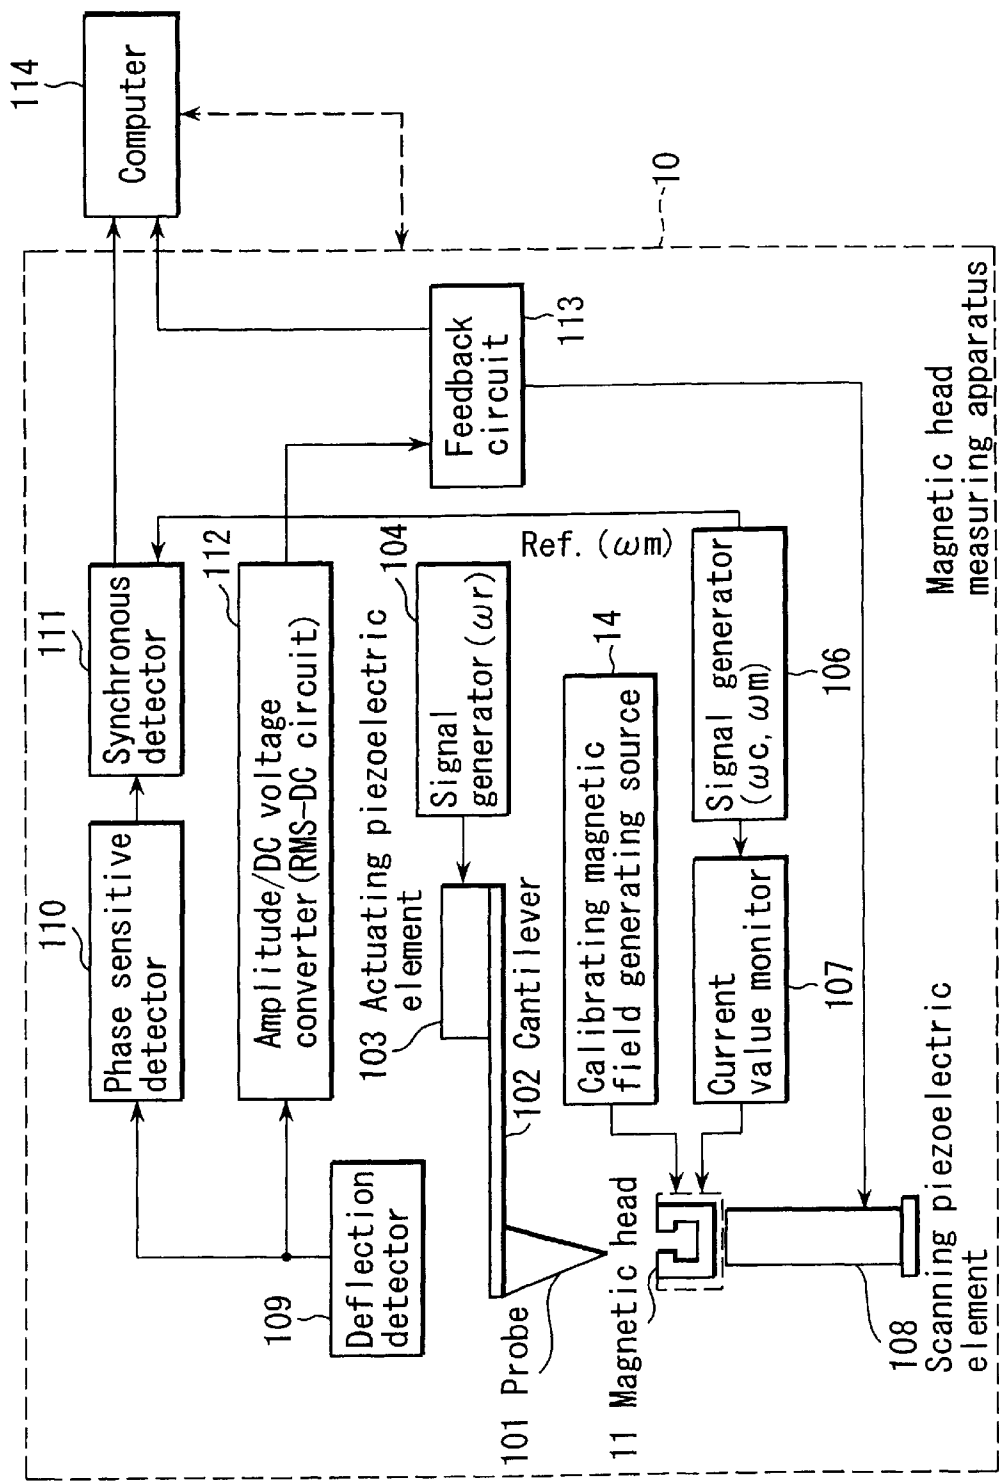 114
Computer
10
111
Synchronous
detector
110
Phase sensitive
detector
112
Amplitude/DC voltage
converter(RMS-DC circuit)
113
Feedback
circuit
109
Deflection
detector
103 Actuating piezoelectric
element
104
Signal
generator(ωr)
Ref.(ωm)
102 Cantilever
101 Probe
14
Calibrating magnetic
field generating source
106
Signal generator
(ωc, ωm)
107
Current
value monitor
11 Magnetic head
108
Scanning piezoelectric
element
Magnetic head
measuring apparatus